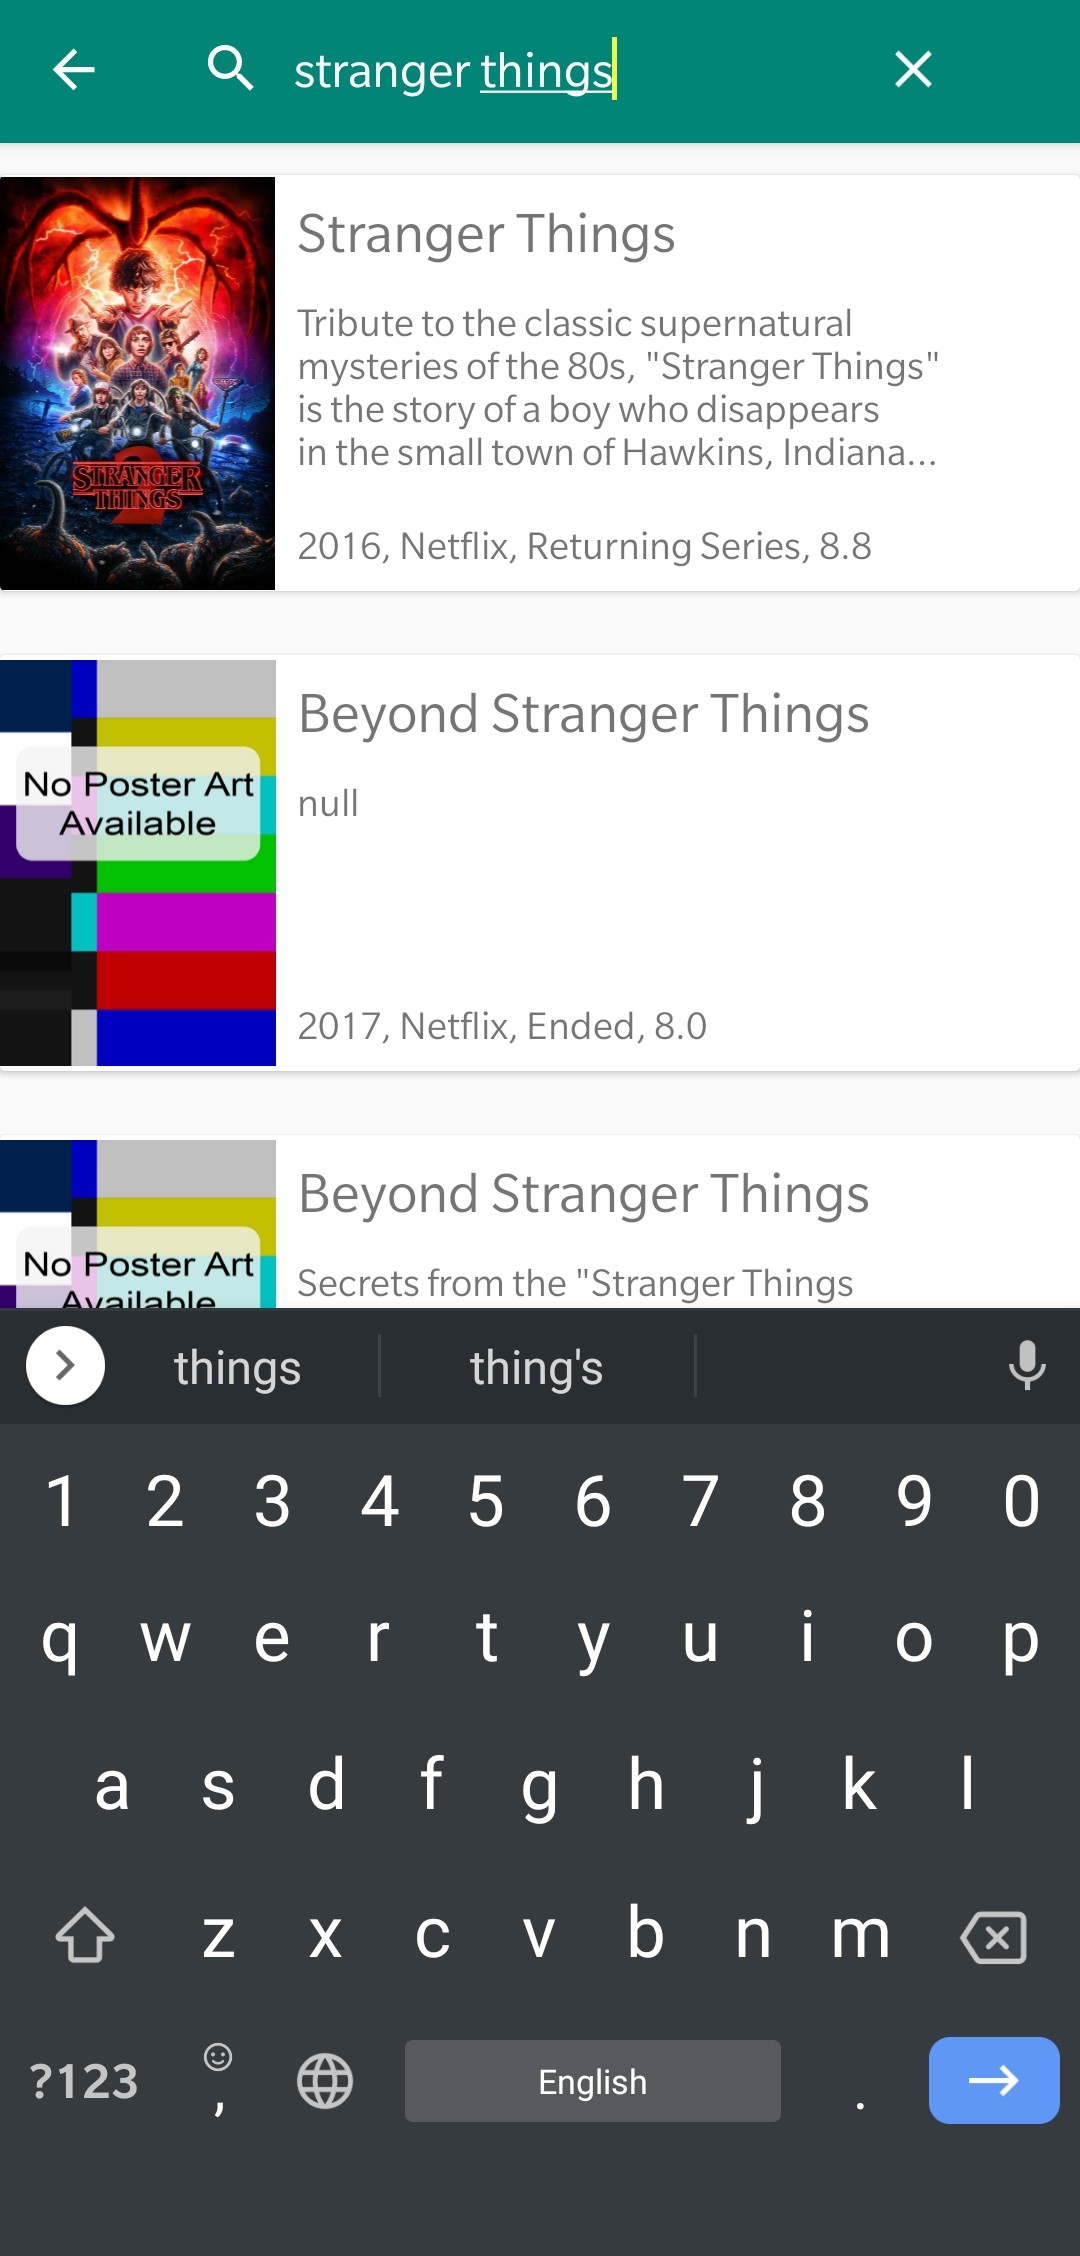 stranger things
Stranger Things
Tribute to the classic supernatural
mysteries of the 80s, "Stranger Things"
is the story of a boy who disappears
in the small town of Hawkins, Indiana...
2016, Netflix, Returning Series, 8.8
STRANGER
THINGS
2
Beyond Stranger Things
null
No Poster Art
Available
2017, Netflix, Ended, 8.0
Beyond Stranger Things
No Poster Art
Available
Secrets from the "Stranger Things
things thing's
1 2 3 4 5 6 7 8 9 0
q w e r t y u i o p
a s d f g h j k l
z x c v b n m
?123 , English .